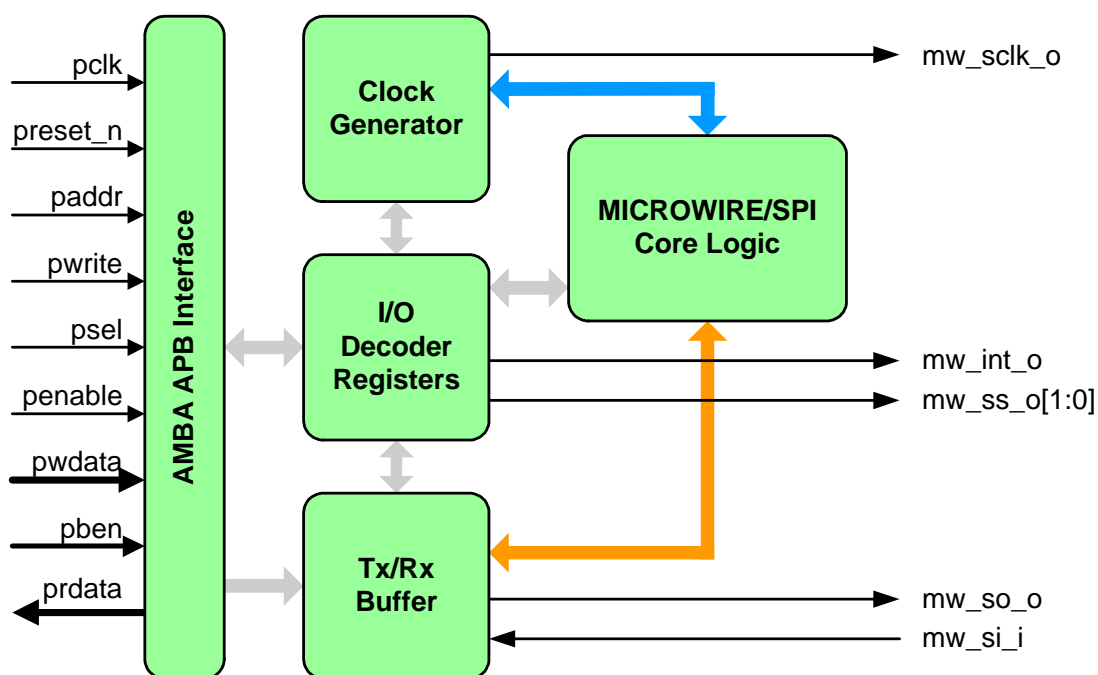 pclk
preset_n
paddr
pwrite
psel
penable
pwdata
pben
prdata
AMBA APB Interface
Clock
Generator
MICROWIRE/SPI
Core Logic
I/O
Decoder
Registers
Tx/Rx
Buffer
mw_sclk_o
mw_int_o
mw_ss_o[1:0]
mw_so_o
mw_si_i